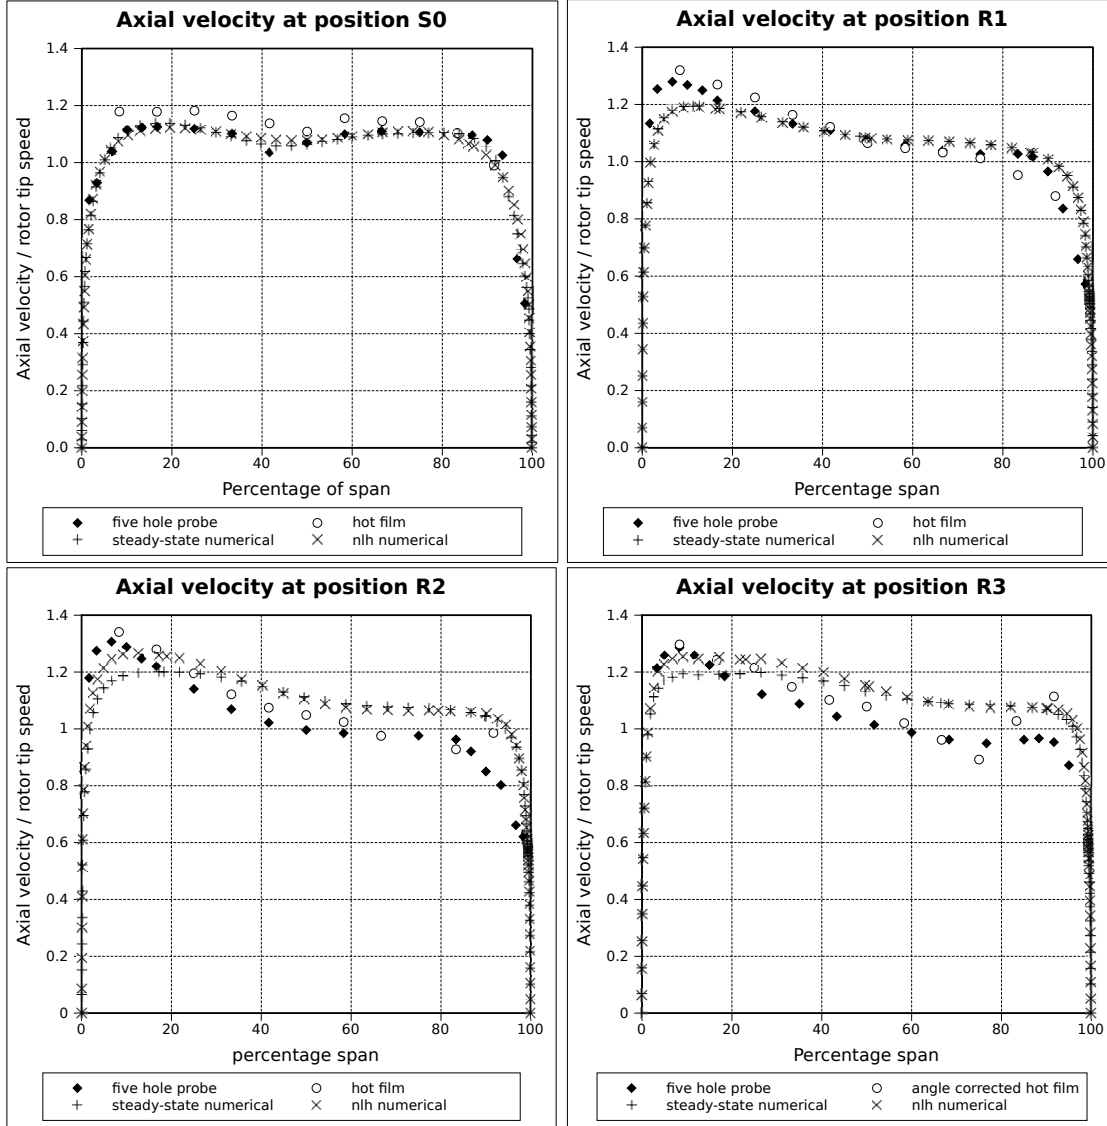 Axial velocity at position S0
Axial velocity / rotor tip speed
1.4
1.2
1.0
0.8
0.6
0.4
0.2
0.0
0 20 40 60 80 100
Percentage of span
five hole probe hot film
steady-state numerical nlh numerical
Axial velocity at position R1
Axial velocity / rotor tip speed
1.4
1.2
1.0
0.8
0.6
0.4
0.2
0.0
0 20 40 60 80 100
Percentage span
five hole probe hot film
steady-state numerical nlh numerical
Axial velocity at position R2
Axial velocity / rotor tip speed
1.4
1.2
1
0.8
0.6
0.4
0.2
0
0 20 40 60 80 100
percentage span
five hole probe hot film
steady-state numerical nlh numerical
Axial velocity at position R3
Axial velocity / rotor tip speed
1.4
1.2
1
0.8
0.6
0.4
0.2
0
0 20 40 60 80 100
Percentage span
five hole probe angle corrected hot film
steady-state numerical nlh numerical